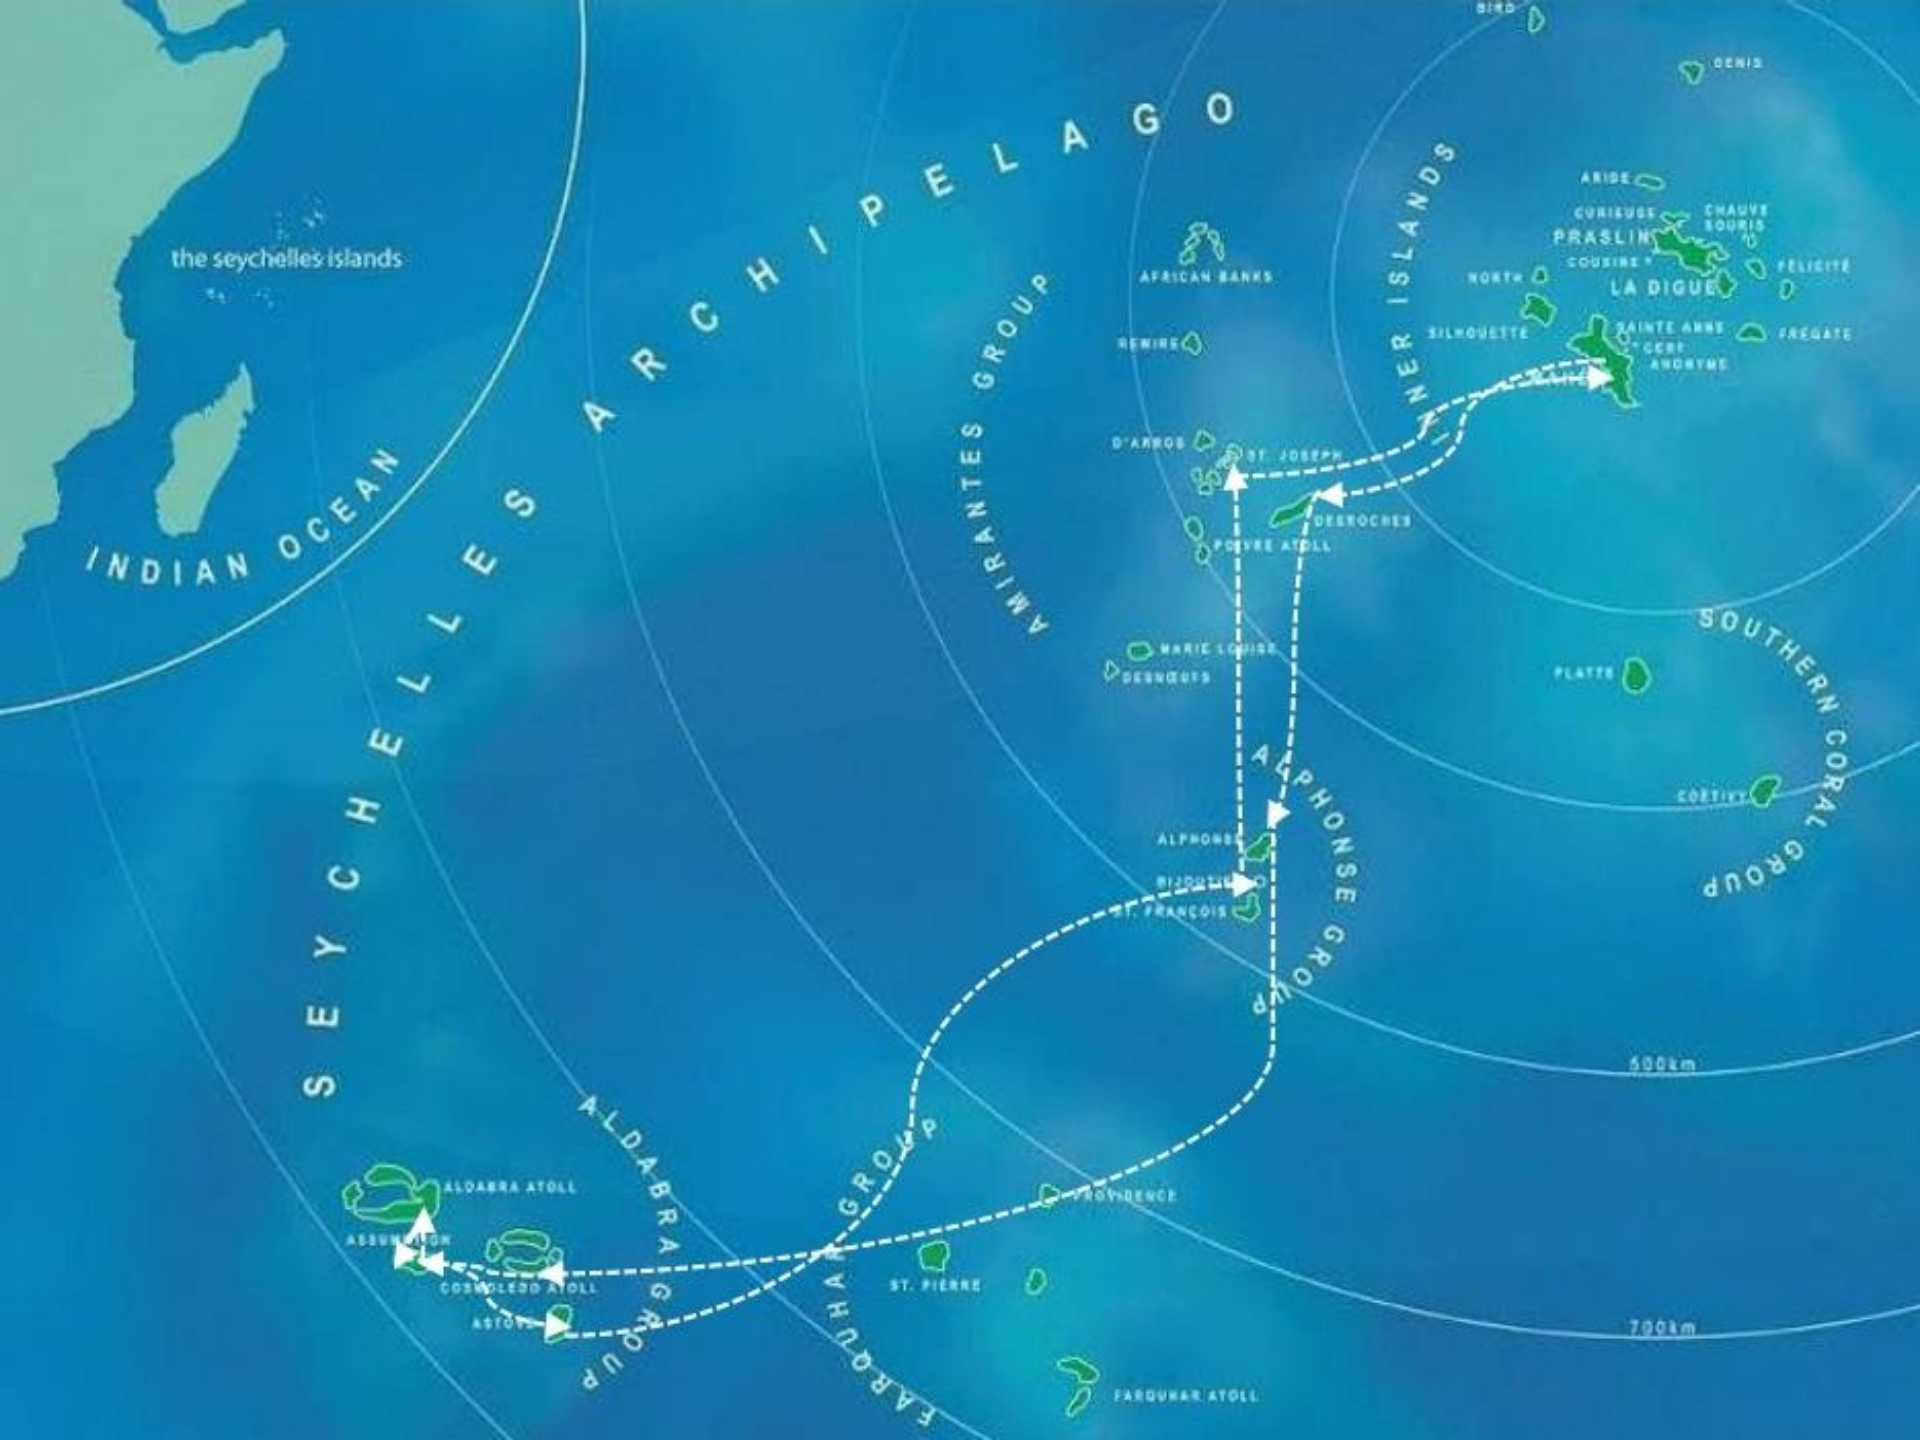 BIRD
DENIS
SEYCHELLES ARCHIPELAGO
INNER ISLANDS
ARIDE
CURIEUSE
CHAUVE
SOURIS
PRASLIN
COUSINE
FÉLICITÉ
NORTH
LA DIGUE
SILHOUETTE
SAINTE ANNE
CERF
ANONYME
FRÉGATE
the seychelles islands
INDIAN OCEAN
AFRICAN BANKS
AMIRANTES GROUP
REMIRE
D'ARROS
ST. JOSEPH
DESROCHES
POIVRE ATOLL
MARIE LOUISE
DESNŒUFS
SOUTHERN CORAL GROUP
PLATTE
COËTIVY
ALPHONSE GROUP
ALPHONSE
ST. FRANÇOIS
500km
ALDABRA GROUP
FARQUHAR GROUP
ALDABRA ATOLL
ASSUMPTION
COSMOLEDO ATOLL
ASTOVE
PROVIDENCE
ST. PIERRE
700km
FARQUHAR ATOLL